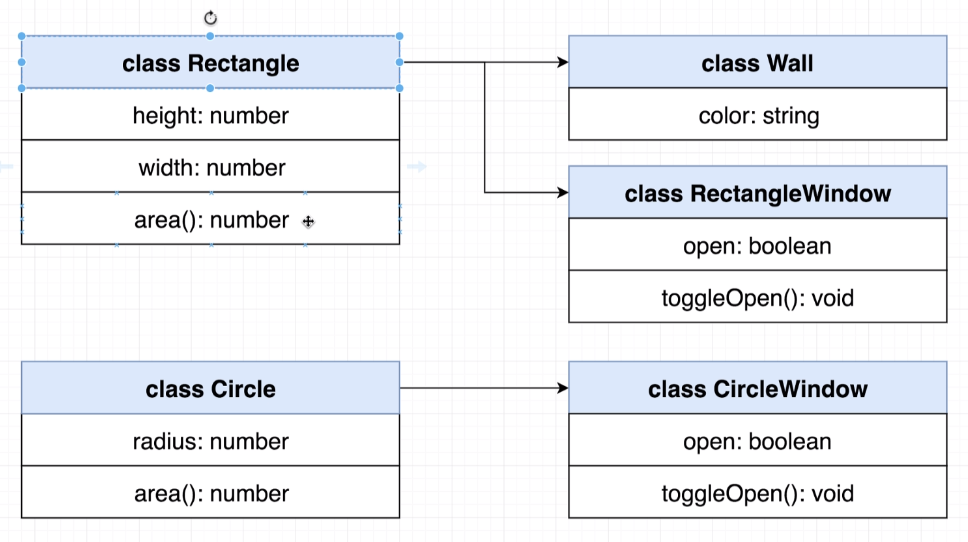 class Rectangle
height: number
width: number
area(): number
class Wall
color: string
class RectangleWindow
open: boolean
toggleOpen(): void
class Circle
radius: number
area(): number
class CircleWindow
open: boolean
toggleOpen(): void